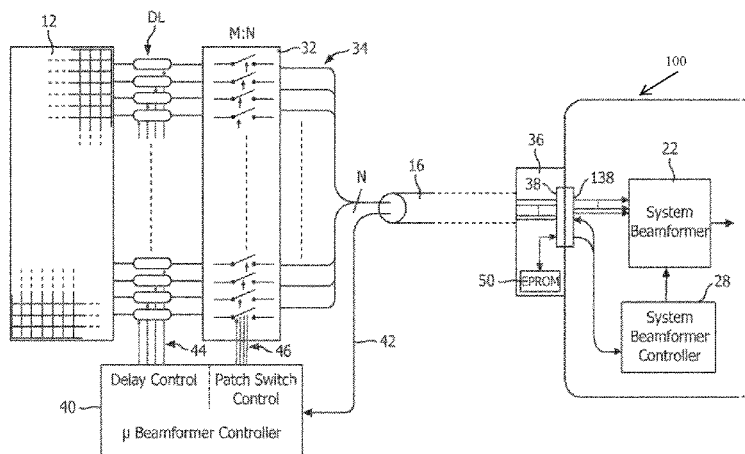 12
DL
M:N
32
34
100
36
16
38
138
22
N
System
Beamformer
50
EPROM
28
System
Beamformer
Controller
44
46
42
Delay Control
Patch Switch
Control
40
μ Beamformer Controller